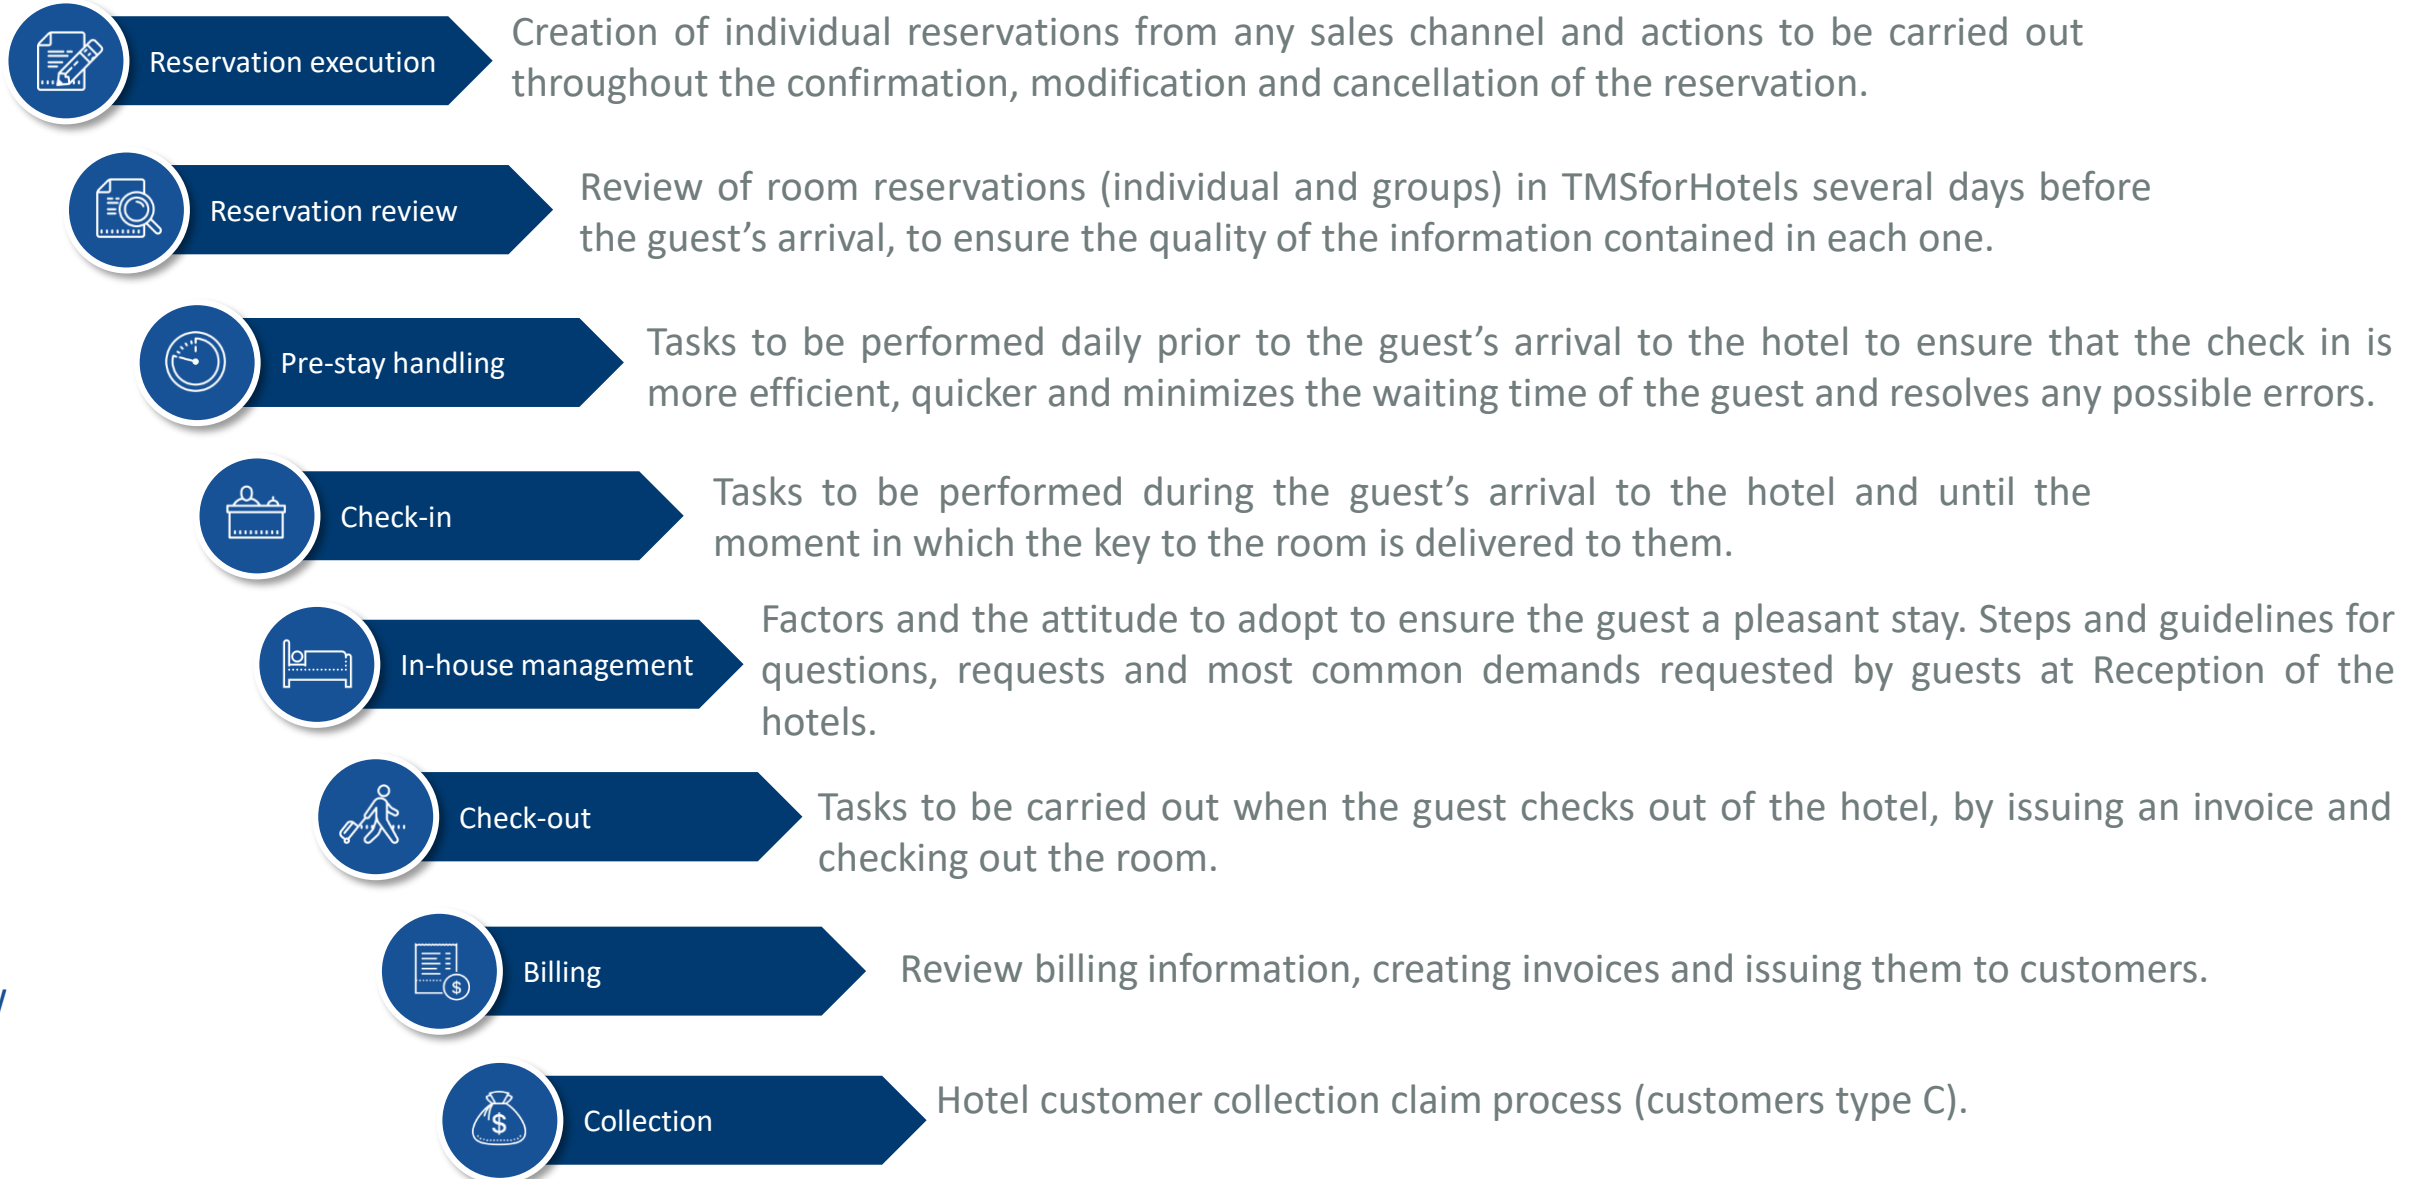 Reservation execution
Creation of individual reservations from any sales channel and actions to be carried out
throughout the confirmation, modification and cancellation of the reservation.
Reservation review
Review of room reservations (individual and groups) in TMSforHotels several days before
the guest’s arrival, to ensure the quality of the information contained in each one.
Pre-stay handling
Tasks to be performed daily prior to the guest’s arrival to the hotel to ensure that the check in is
more efficient, quicker and minimizes the waiting time of the guest and resolves any possible errors.
Check-in
Tasks to be performed during the guest’s arrival to the hotel and until the
moment in which the key to the room is delivered to them.
In-house management
Factors and the attitude to adopt to ensure the guest a pleasant stay. Steps and guidelines for
questions, requests and most common demands requested by guests at Reception of the
hotels.
Check-out
Tasks to be carried out when the guest checks out of the hotel, by issuing an invoice and
checking out the room.
Billing
Review billing information, creating invoices and issuing them to customers.
Collection
Hotel customer collection claim process (customers type C).